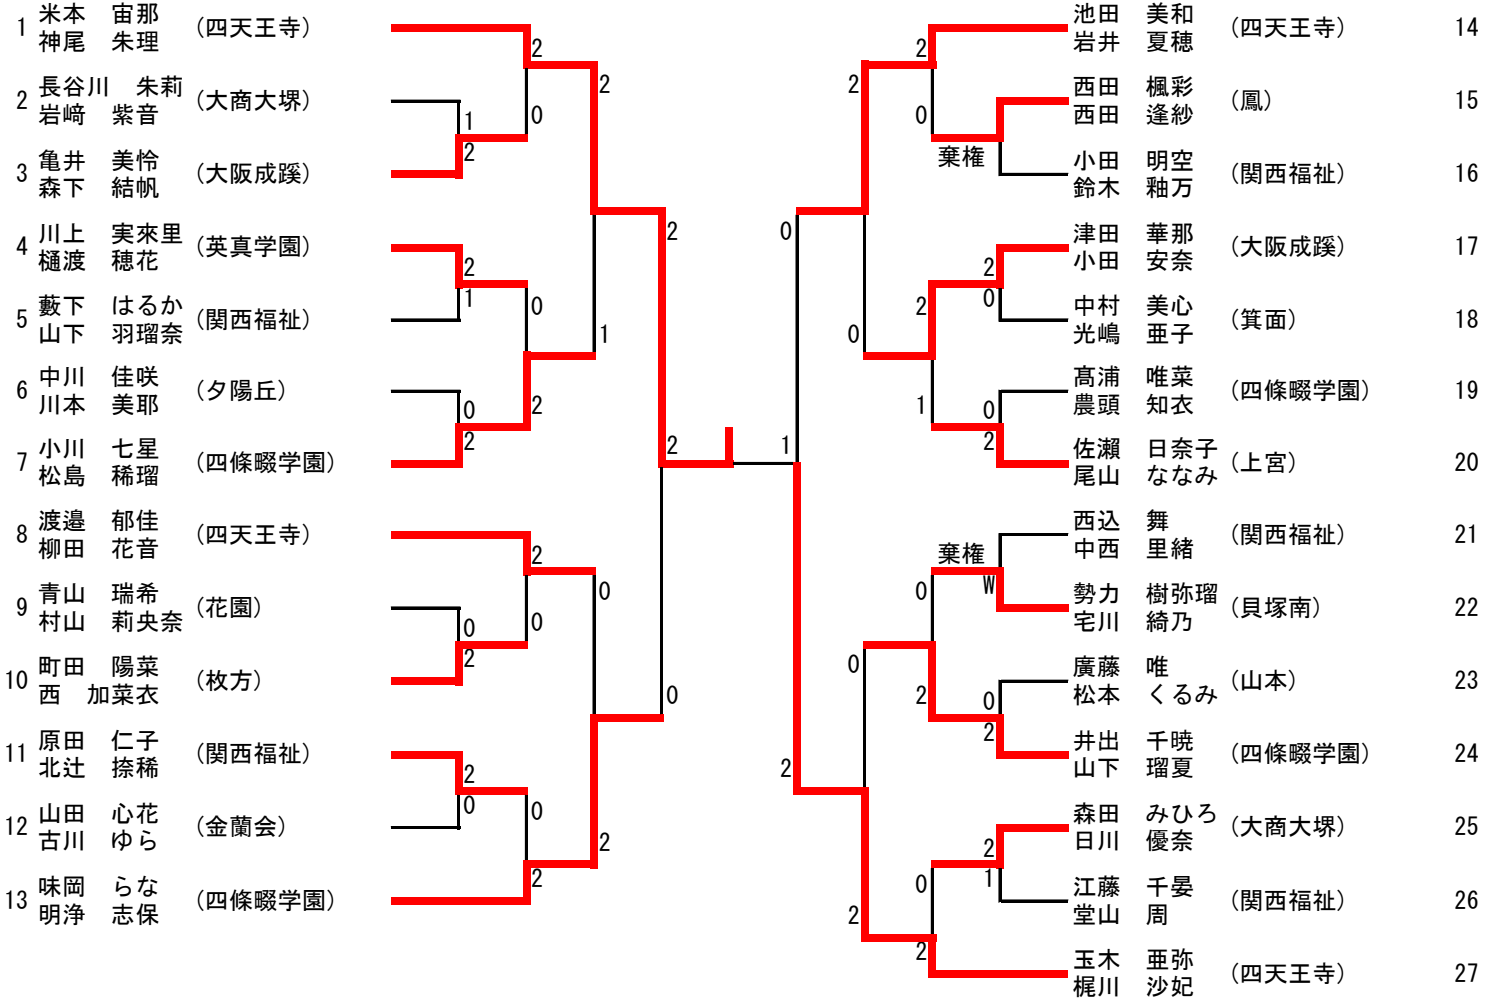 1 米本　宙那
神尾　朱理 (四天王寺)
2 長谷川　朱莉
岩﨑　紫音 (大商大堺)
3 亀井　美怜
森下　結帆 (大阪成蹊)
4 川上　実來里
樋渡　穂花 (英真学園)
5 藪下　はるか
山下　羽瑠奈 (関西福祉)
6 中川　佳咲
川本　美耶 (夕陽丘)
7 小川　七星
松島　稀瑠 (四條畷学園)
8 渡邉　郁佳
柳田　花音 (四天王寺)
9 青山　瑞希
村山　莉央奈 (花園)
10 町田　陽菜
西　加菜衣 (枚方)
11 原田　仁子
北辻　捺稀 (関西福祉)
12 山田　心花
古川　ゆら (金蘭会)
13 味岡　らな
明浄　志保 (四條畷学園)
2
0
1
2
2
1
0
0
2
2
2
1
2
2
0
0
2
0
2
0
0
2
0
2
2
0
1
池田　美和
岩井　夏穂 (四天王寺) 14
西田　楓彩
西田　逢紗 (鳳) 15
小田　明空
鈴木　釉万 (関西福祉) 16
津田　華那
小田　安奈 (大阪成蹊) 17
中村　美心
光嶋　亜子 (箕面) 18
髙浦　唯菜
農頭　知衣 (四條畷学園) 19
佐瀬　日奈子
尾山　ななみ (上宮) 20
西込　舞
中西　里緒 (関西福祉) 21
勢力　樹弥瑠
宅川　綺乃 (貝塚南) 22
廣藤　唯
松本　くるみ (山本) 23
井出　千暁
山下　瑠夏 (四條畷学園) 24
森田　みひろ
日川　優奈 (大商大堺) 25
江藤　千晏
堂山　周 (関西福祉) 26
玉木　亜弥
梶川　沙妃 (四天王寺) 27
2
0
棄権
2
2
0
2
0
1
0
2
0
1
2
棄権
W
0
2
0
2
0
2
1
0
2
2